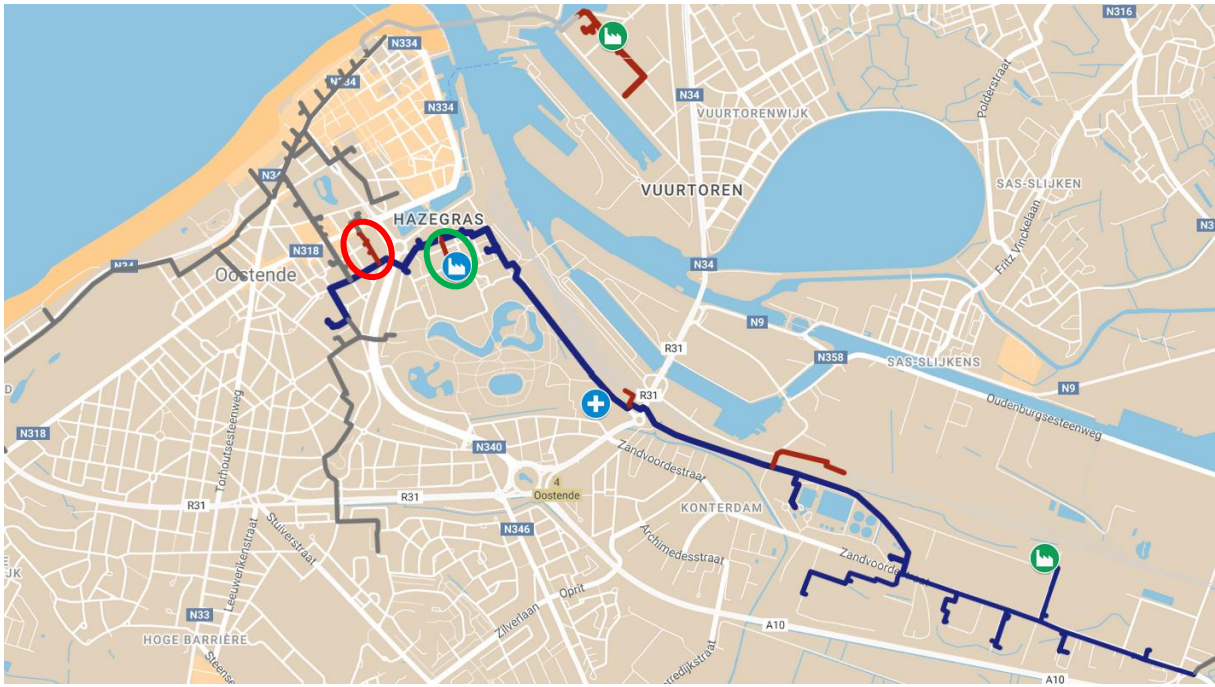 N316
N334
N334
N334
N34
N34
N318
HAZEGRAS
Oostende
VUURTORENWIJK
VUURTOREN
Polderstraat
SAS-SLIJKEN
Fritz Vinckelaan
N34
N9
R31
N358
SAS-SLIJKENS
N9
Oudenburgsesteenweg
R31
N318
Torhoutsesteenweg
N340
4
Oostende
Zandvoordestraat
R31
R31
N346
KONTERDAM
Stuiverstraat
Leeuwerikenstraat
Archimedesstraat
Zandvoordestraat
Oprit
Zilverlaan
N33
HOGE BARRIÈRE
A10
A10